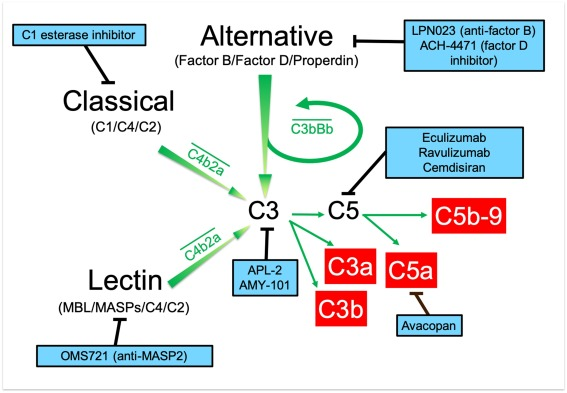 C1 esterase inhibitor
Alternative
(Factor B/Factor D/Properdin)
LPN023 (anti-factor B)
ACH-4471 (factor D
inhibitor)
Classical
(C1/C4/C2)
C3bBb
C4b2a
Eculizumab
Ravulizumab
Cemdisiran
C3
C5
C5b-9
C4b2a
Lectin
(MBL/MASPs/C4/C2)
APL-2
AMY-101
C3a
C5a
C3b
Avacopan
OMS721 (anti-MASP2)